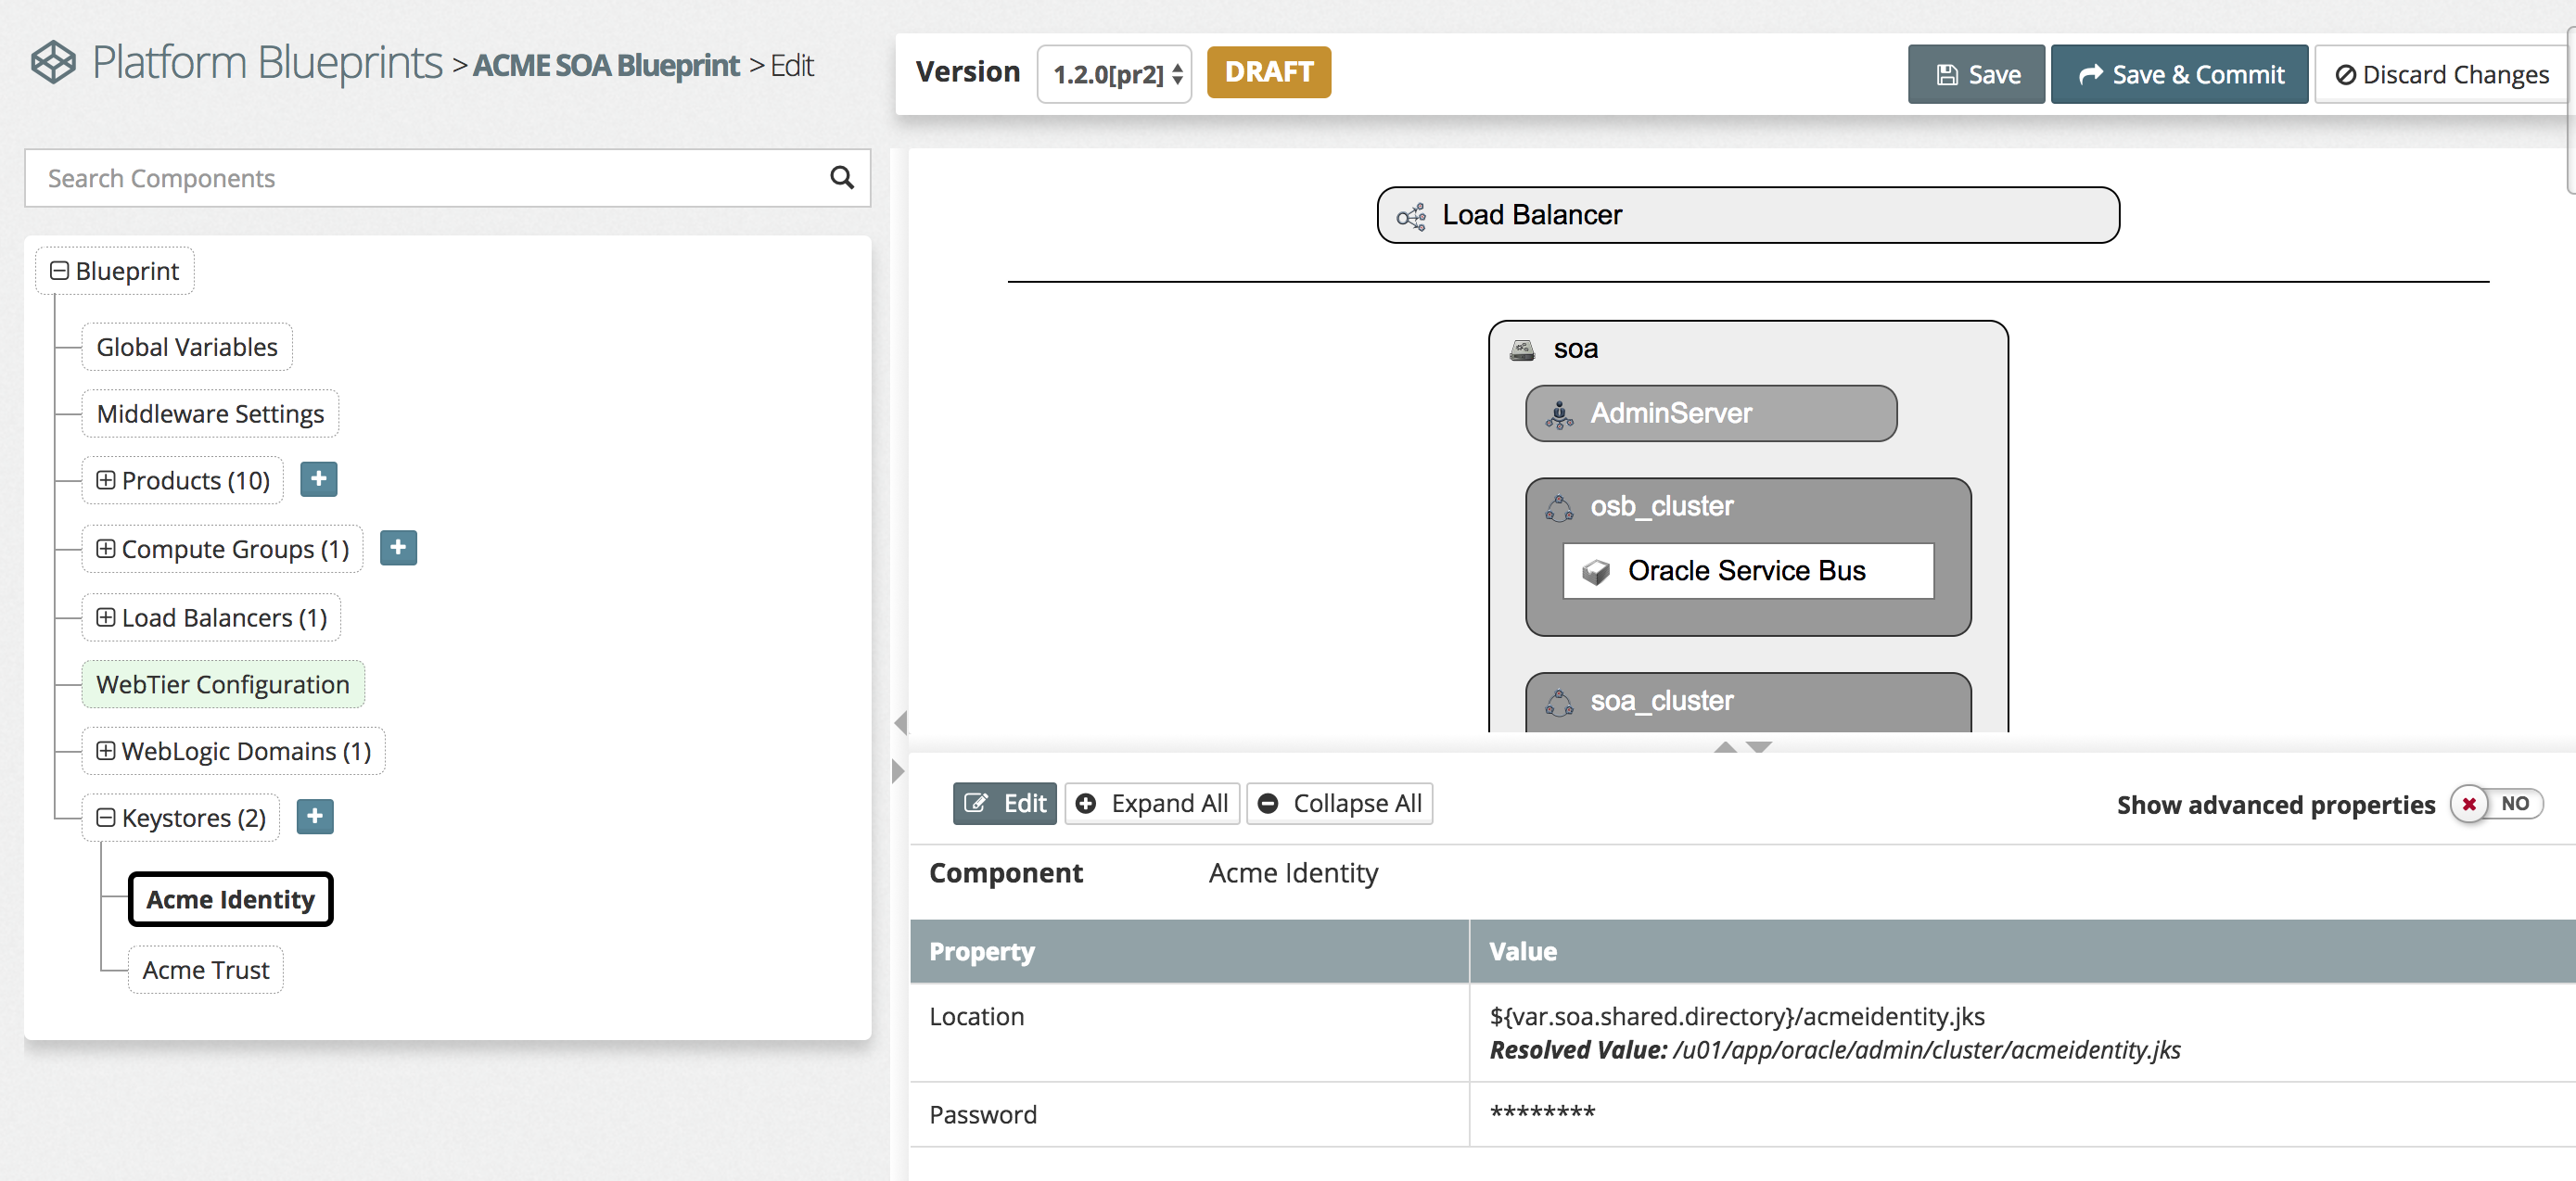 Platform Blueprints > ACME SOA Blueprint > Edit
Version 1.2.0[pr2] DRAFT Save Save & Commit Discard Changes
Search Components
Blueprint
Global Variables
Middleware Settings
Products (10)
Compute Groups (1)
Load Balancers (1)
WebTier Configuration
WebLogic Domains (1)
Keystores (2)
Acme Identity
Acme Trust
Load Balancer
soa
AdminServer
osb_cluster
Oracle Service Bus
soa_cluster
Edit Expand All Collapse All Show advanced properties NO
Component Acme Identity
Property Value
Location ${var.soa.shared.directory}/acmeidentity.jks
Resolved Value: /u01/app/oracle/admin/cluster/acmeidentity.jks
Password ********